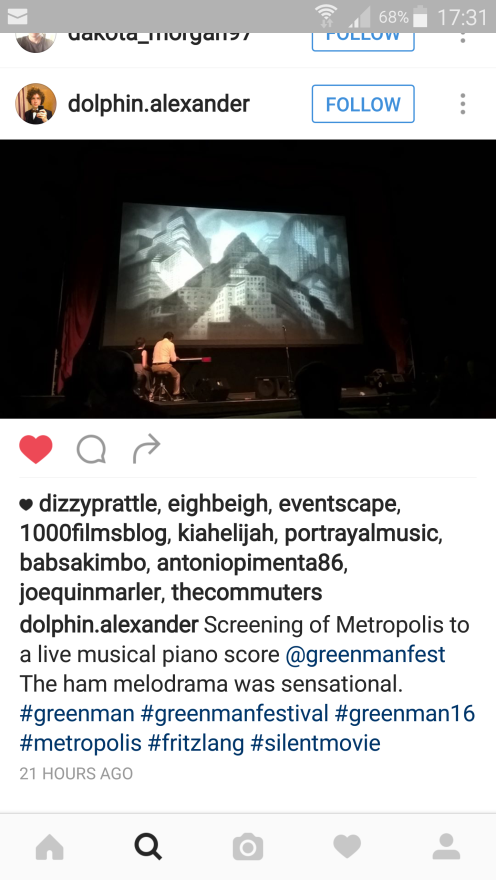 68% 17:31
dakota_morgan97 FOLLOW
dolphin.alexander FOLLOW
dizzyprattle, eighbeigh, eventscape,
1000filmsblog, kiahelijah, portrayalmusic,
babsakimbo, antoniopimenta86,
joequinmarler, thecommuters
dolphin.alexander Screening of Metropolis to
a live musical piano score @greenmanfest
The ham melodrama was sensational.
#greenman #greenmanfestival #greenman16
#metropolis #fritzlang #silentmovie
21 HOURS AGO